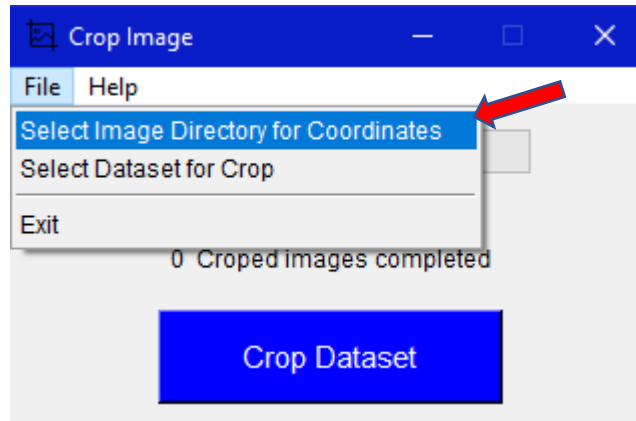 Crop Image
File Help
Select Image Directory for Coordinates
Select Dataset for Crop
Exit
0 Croped images completed
Crop Dataset